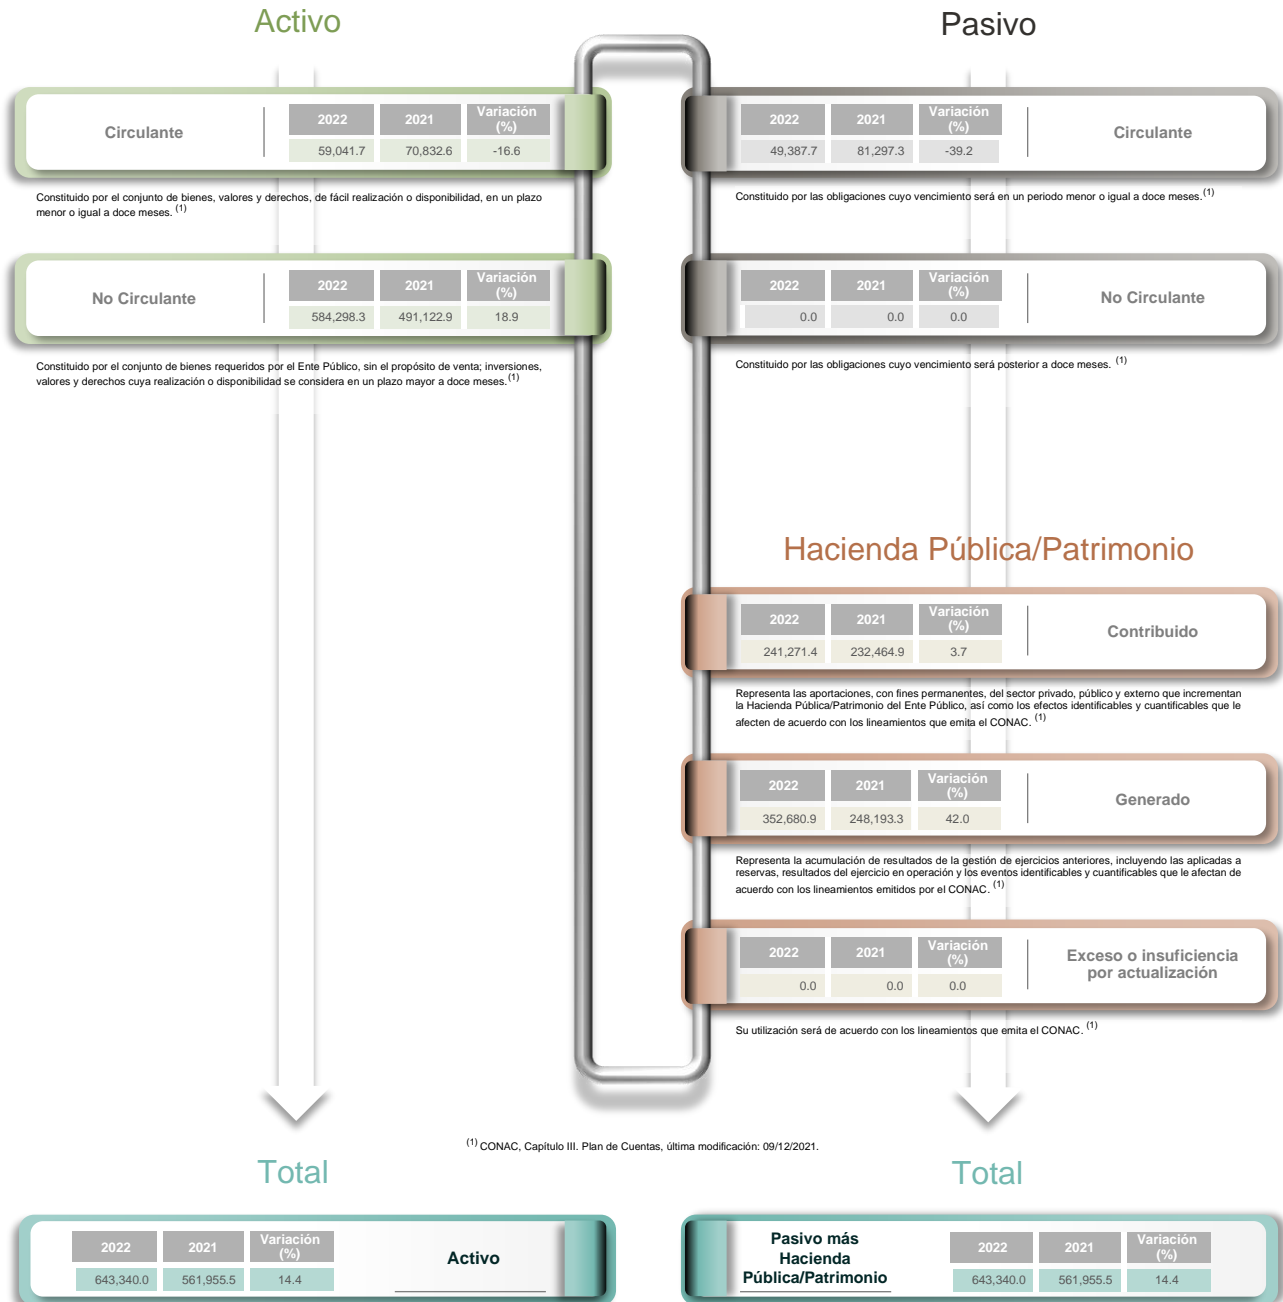 Activo
Circulante
2022 2021 Variación (%)
59,041.7 70,832.6 -16.6
Constituido por el conjunto de bienes, valores y derechos, de fácil realización o disponibilidad, en un plazo
menor o igual a doce meses. (1)
No Circulante
2022 2021 Variación (%)
584,298.3 491,122.9 18.9
Constituido por el conjunto de bienes requeridos por el Ente Público, sin el propósito de venta; inversiones,
valores y derechos cuya realización o disponibilidad se considera en un plazo mayor a doce meses. (1)
Pasivo
2022 2021 Variación (%)
49,387.7 81,297.3 -39.2
Circulante
Constituido por las obligaciones cuyo vencimiento será en un periodo menor o igual a doce meses. (1)
2022 2021 Variación (%)
0.0 0.0 0.0
No Circulante
Constituido por las obligaciones cuyo vencimiento será posterior a doce meses. (1)
Hacienda Pública/Patrimonio
2022 2021 Variación (%)
241,271.4 232,464.9 3.7
Contribuido
Representa las aportaciones, con fines permanentes, del sector privado, público y externo que incrementan
la Hacienda Pública/Patrimonio del Ente Público, así como los efectos identificables y cuantificables que le
afecten de acuerdo con los lineamientos que emita el CONAC. (1)
2022 2021 Variación (%)
352,680.9 248,193.3 42.0
Generado
Representa la acumulación de resultados de la gestión de ejercicios anteriores, incluyendo las aplicadas a
reservas, resultados del ejercicio en operación y los eventos identificables y cuantificables que le afectan de
acuerdo con los lineamientos emitidos por el CONAC. (1)
2022 2021 Variación (%)
0.0 0.0 0.0
Exceso o insuficiencia
por actualización
Su utilización será de acuerdo con los lineamientos que emita el CONAC. (1)
(1) CONAC, Capítulo III. Plan de Cuentas, última modificación: 09/12/2021.
Total
2022 2021 Variación (%)
643,340.0 561,955.5 14.4
Activo
Total
Pasivo más
Hacienda
Pública/Patrimonio
2022 2021 Variación (%)
643,340.0 561,955.5 14.4